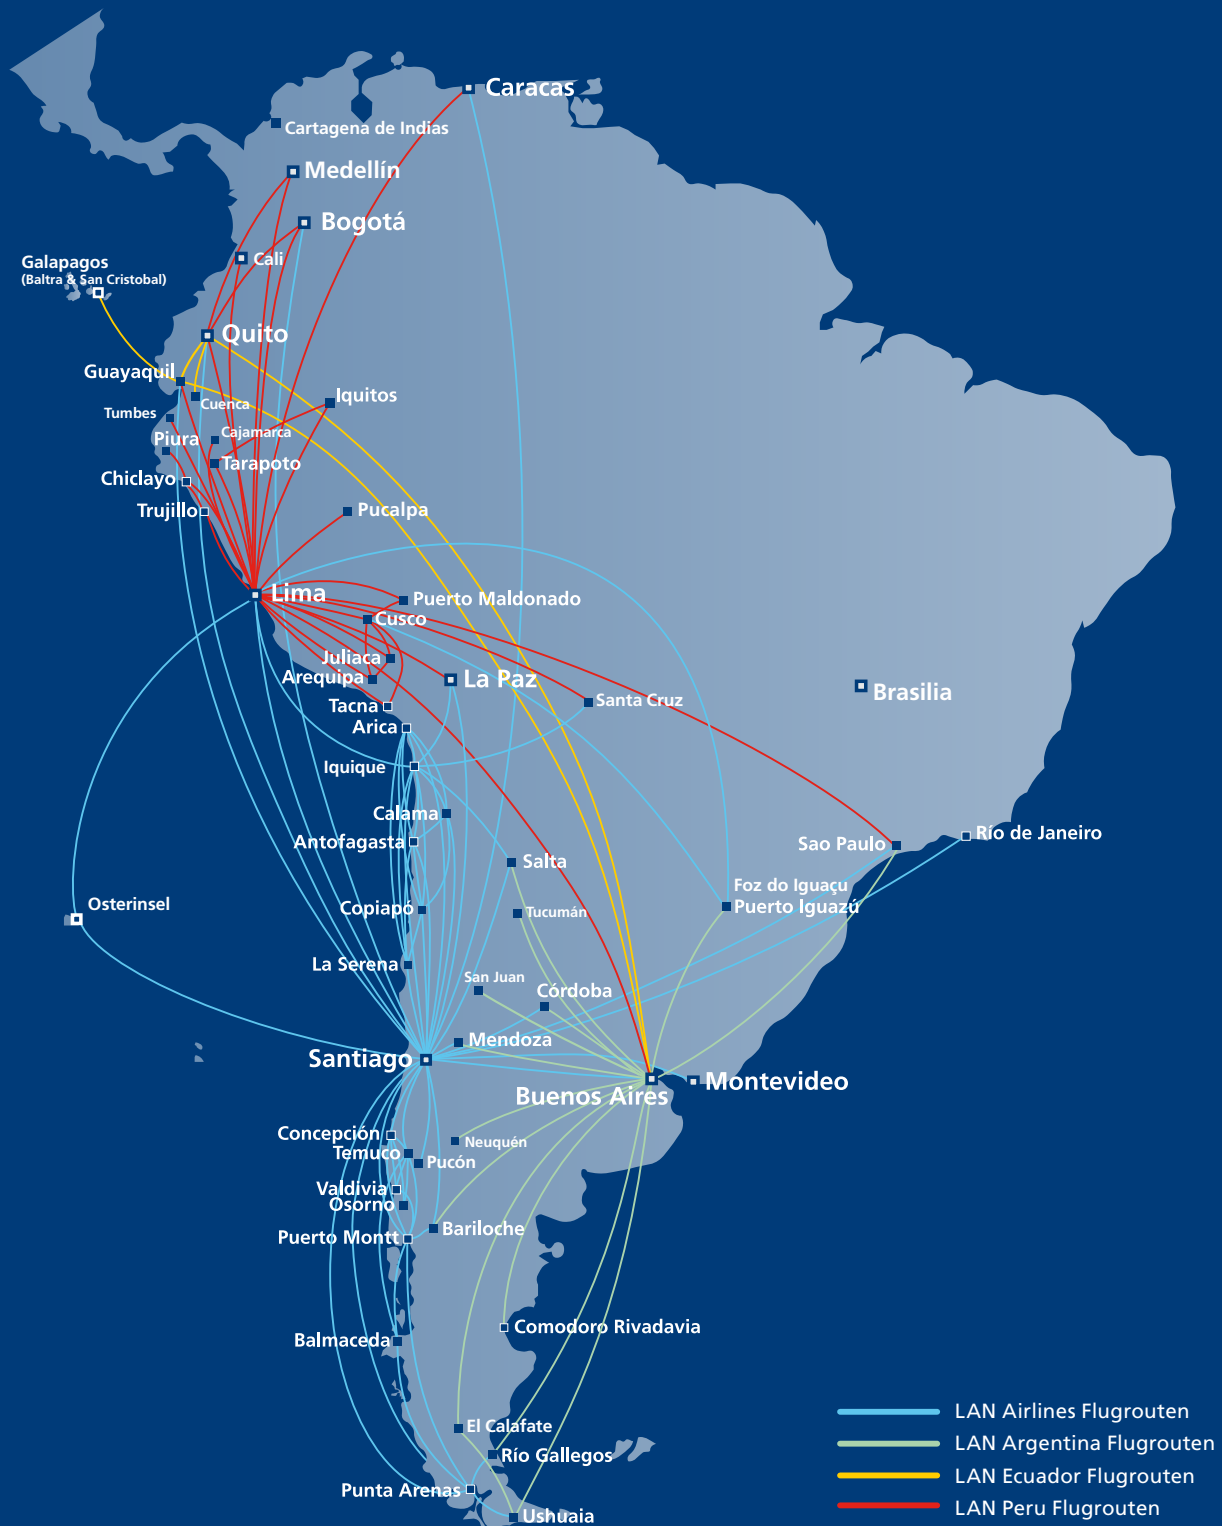 Caracas
Cartagena de Indias
Medellín
Bogotá
Cali
Galapagos
(Baltra & San Cristobal)
Quito
Guayaquil
Iquitos
Cuenca
Tumbes
Cajamarca
Piura
Tarapoto
Chiclayo
Trujillo
Pucalpa
Lima
Puerto Maldonado
Cusco
Juliaca
Arequipa
La Paz
Brasilia
Santa Cruz
Tacna
Arica
Iquique
Calama
Antofagasta
Sao Paulo
Río de Janeiro
Salta
Foz do Iguaçu
Puerto Iguazú
Osterinsel
Copiapó
Tucumán
La Serena
San Juan
Córdoba
Mendoza
Santiago
Montevideo
Buenos Aires
Concepción
Neuquén
Temuco
Pucón
Valdivia
Osorno
Bariloche
Puerto Montt
Comodoro Rivadavia
Balmaceda
El Calafate
Río Gallegos
Punta Arenas
Ushuaia
LAN Airlines Flugrouten
LAN Argentina Flugrouten
LAN Ecuador Flugrouten
LAN Peru Flugrouten